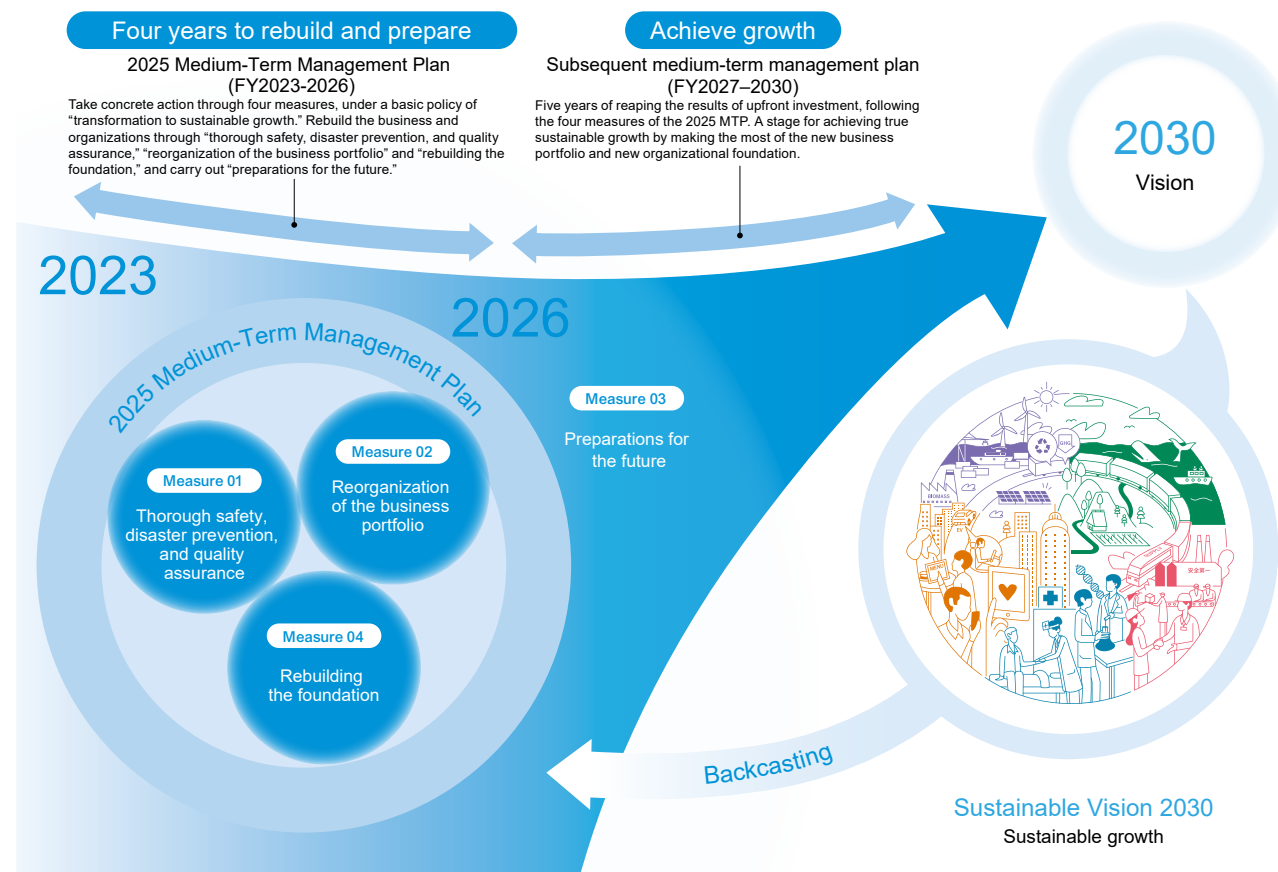 Four years to rebuild and prepare
2025 Medium-Term Management Plan
(FY2023-2026)
Take concrete action through four measures, under a basic policy of
“transformation to sustainable growth.” Rebuild the business and
organizations through “thorough safety, disaster prevention, and quality
assurance,” “reorganization of the business portfolio” and “rebuilding the
foundation,” and carry out “preparations for the future.”
Achieve growth
Subsequent medium-term management plan
(FY2027–2030)
Five years of reaping the results of upfront investment, following
the four measures of the 2025 MTP. A stage for achieving true
sustainable growth by making the most of the new business
portfolio and new organizational foundation.
2030
Vision
2023
2026
2025 Medium-Term Management Plan
Measure 01
Thorough safety,
disaster prevention,
and quality
assurance
Measure 02
Reorganization
of the business
portfolio
Measure 03
Preparations for
the future
Measure 04
Rebuilding
the foundation
GHG
BIOMASS
EV
安全第一
Backcasting
Sustainable Vision 2030
Sustainable growth